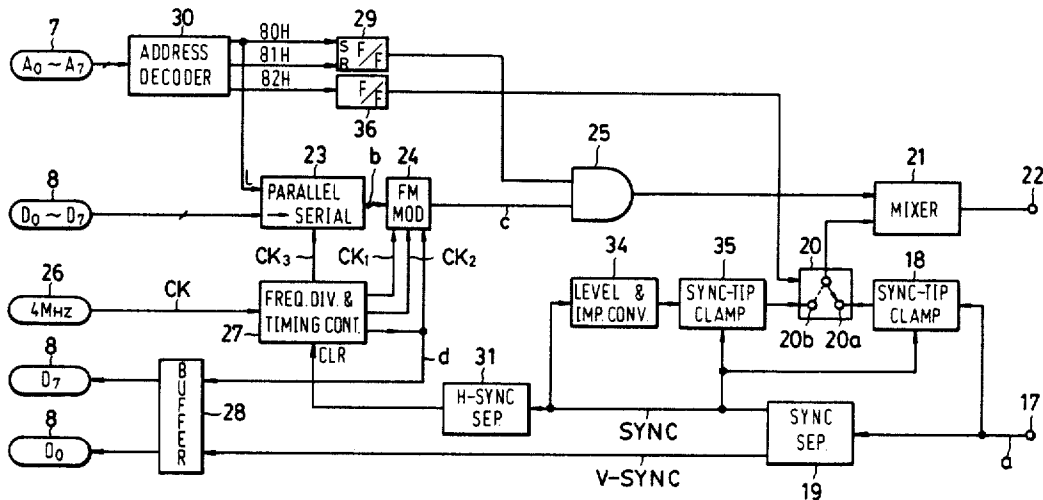 7
A0 ~ A7
30
ADDRESS
DECODER
80H
81H
82H
29
S
R
F/F
F/F
36
8
D0 ~ D7
L
23
PARALLEL
→ SERIAL
b
24
FM
MOD
c
25
21
MIXER
22
CK3
CK1
CK2
26
4MHZ
CK
FREQ. DIV. &
TIMING CONT.
27
CLR
d
34
LEVEL &
IMP. CONV.
35
SYNC-TIP
CLAMP
20
20b
20a
18
SYNC-TIP
CLAMP
8
D7
8
D0
BUFFER
28
31
H-SYNC
SEP.
SYNC
V-SYNC
SYNC
SEP.
19
17
a